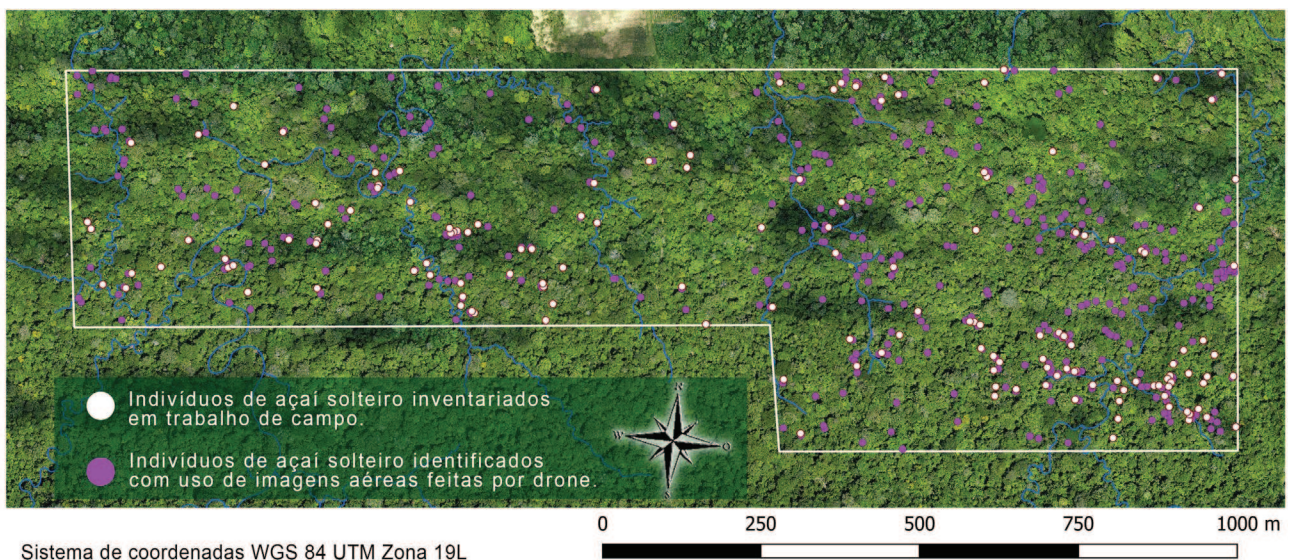 Indivíduos de açaí solteiro inventariados
em trabalho de campo.
Indivíduos de açaí solteiro identificados
com uso de imagens aéreas feitas por drone.
N
W
O
S
0 250 500 750 1000 m
Sistema de coordenadas WGS 84 UTM Zona 19L